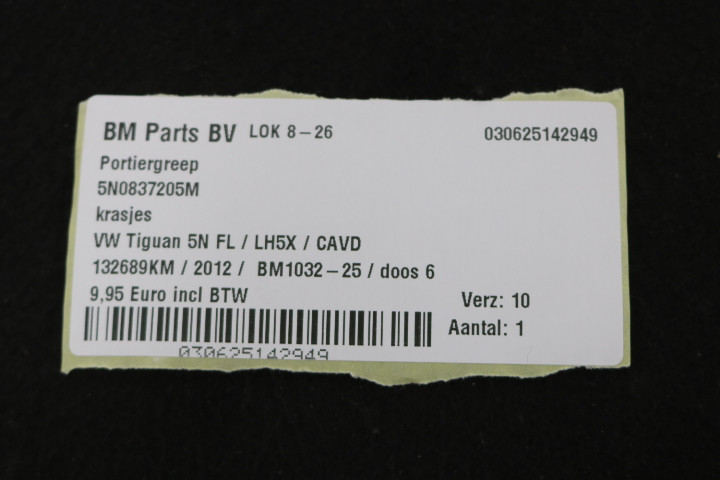 BM Parts BV LOK 8-26 030625142949
Portiergreep
5N0837205M
krasjes
VW Tiguan 5N FL / LH5X / CAVD
132689KM / 2012 / BM1032-25 / doos 6
9,95 Euro incl BTW Verz: 10
Aantal: 1
030625142949